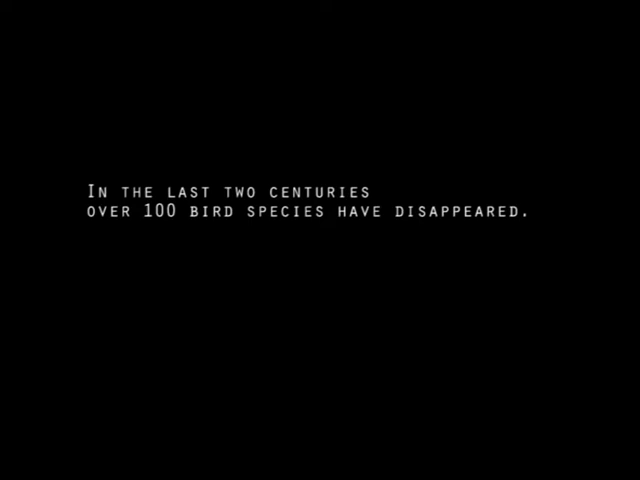 In the last two centuries
over 100 bird species have disappeared.